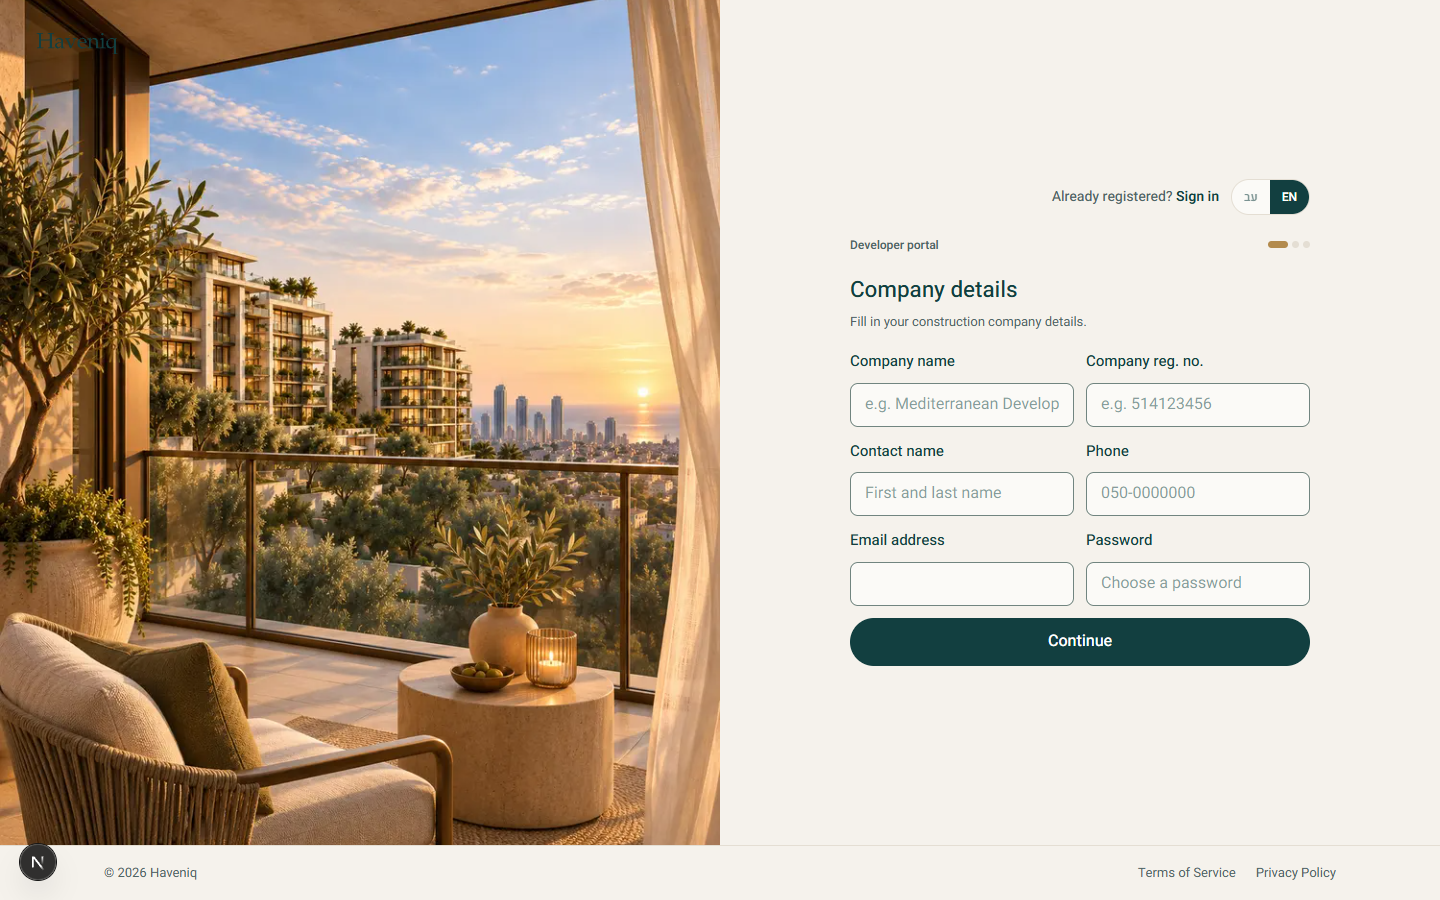 Haveniq
Already registered? Sign in
עב
EN
Developer portal
Company details
Fill in your construction company details.
Company name
Company reg. no.
e.g. Mediterranean Develop
e.g. 514123456
Contact name
Phone
First and last name
050-0000000
Email address
Password
Choose a password
Continue
N
© 2026 Haveniq
Terms of Service
Privacy Policy